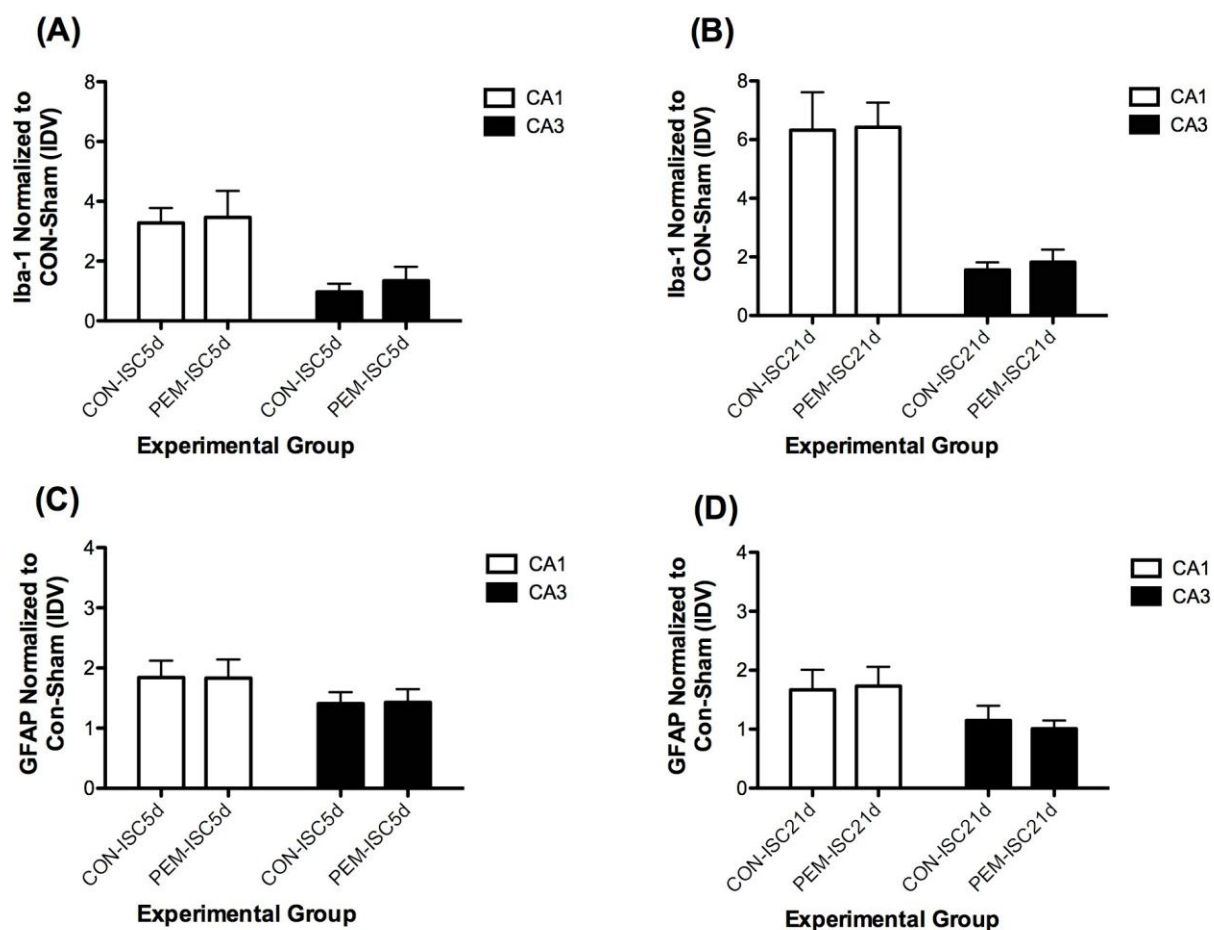 (A)
Iba-1 Normalized to
CON-Sham (IDV)
8
6
4
2
0
CA1
CA3
CON-ISC5d
PEM-ISC5d
CON-ISC5d
PEM-ISC5d
Experimental Group
(B)
Iba-1 Normalized to
CON-Sham (IDV)
8
6
4
2
0
CA1
CA3
CON-ISC21d
PEM-ISC21d
CON-ISC21d
PEM-ISC21d
Experimental Group
(C)
GFAP Normalized to
Con-Sham (IDV)
4
3
2
1
0
CA1
CA3
CON-ISC5d
PEM-ISC5d
CON-ISC5d
PEM-ISC5d
Experimental Group
(D)
GFAP Normalized to
Con-Sham (IDV)
4
3
2
1
0
CA1
CA3
CON-ISC21d
PEM-ISC21d
CON-ISC21d
PEM-ISC21d
Experimental Group